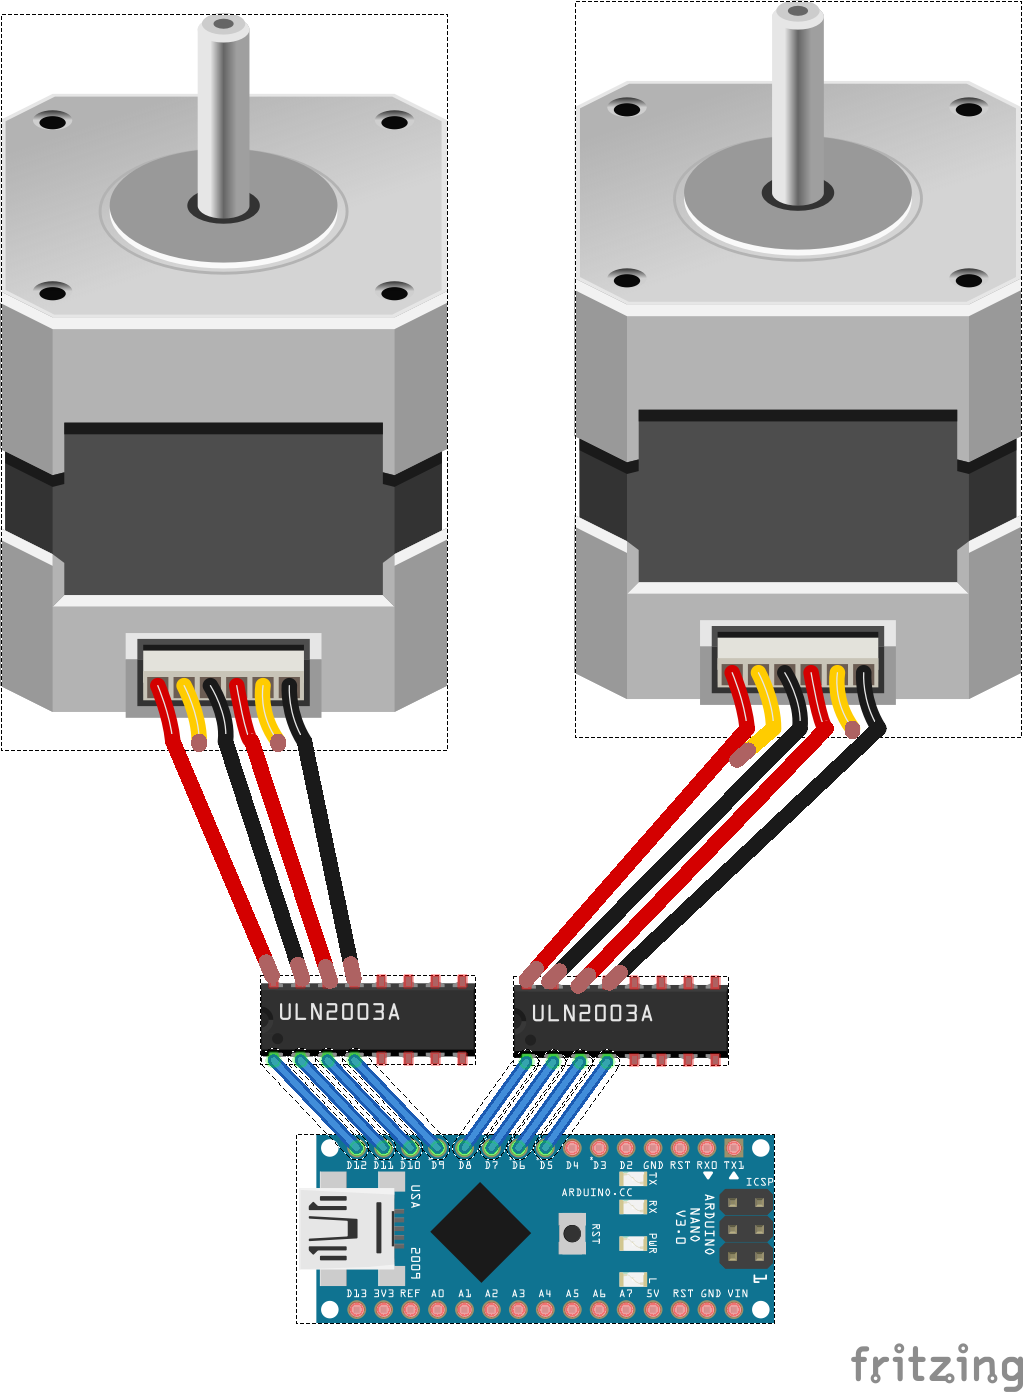 ULN2003A ULN2003A
D12 D11 D10 D9 D8 D7 D6 D5 D4 D3 D2 GND RST RX0 TX1
ICSP
ARDUINO.CC
TX
RX
PWR
L
RST
ARDUINO
NANO
V3.0
USA
2009
1
D13 3V3 REF A0 A1 A2 A3 A4 A5 A6 A7 5V RST GND VIN
fritzing